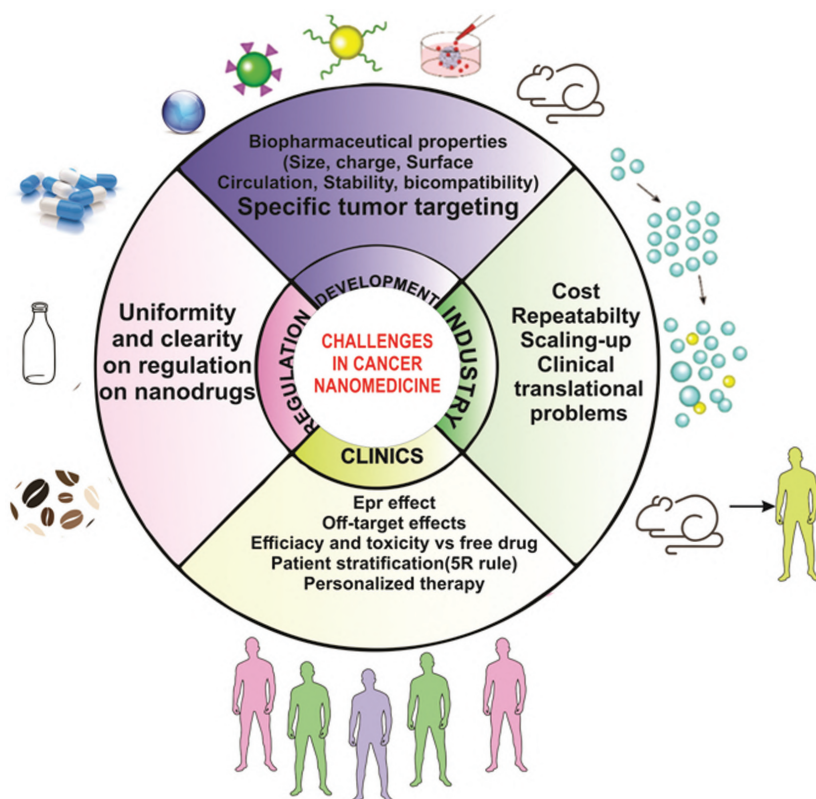 Biopharmaceutical properties
(Size, charge, Surface
Circulation, Stability, bicompatibility)
Specific tumor targeting
DEVELOPMENT
Uniformity
and clearity
on regulation
on nanodrugs
REGULATION
CHALLENGES
IN CANCER
NANOMEDICINE
INDUSTRY
Cost
Repeatabilty
Scaling-up
Clinical
translational
problems
CLINICS
Epr effect
Off-target effects
Efficiacy and toxicity vs free drug
Patient stratification(5R rule)
Personalized therapy